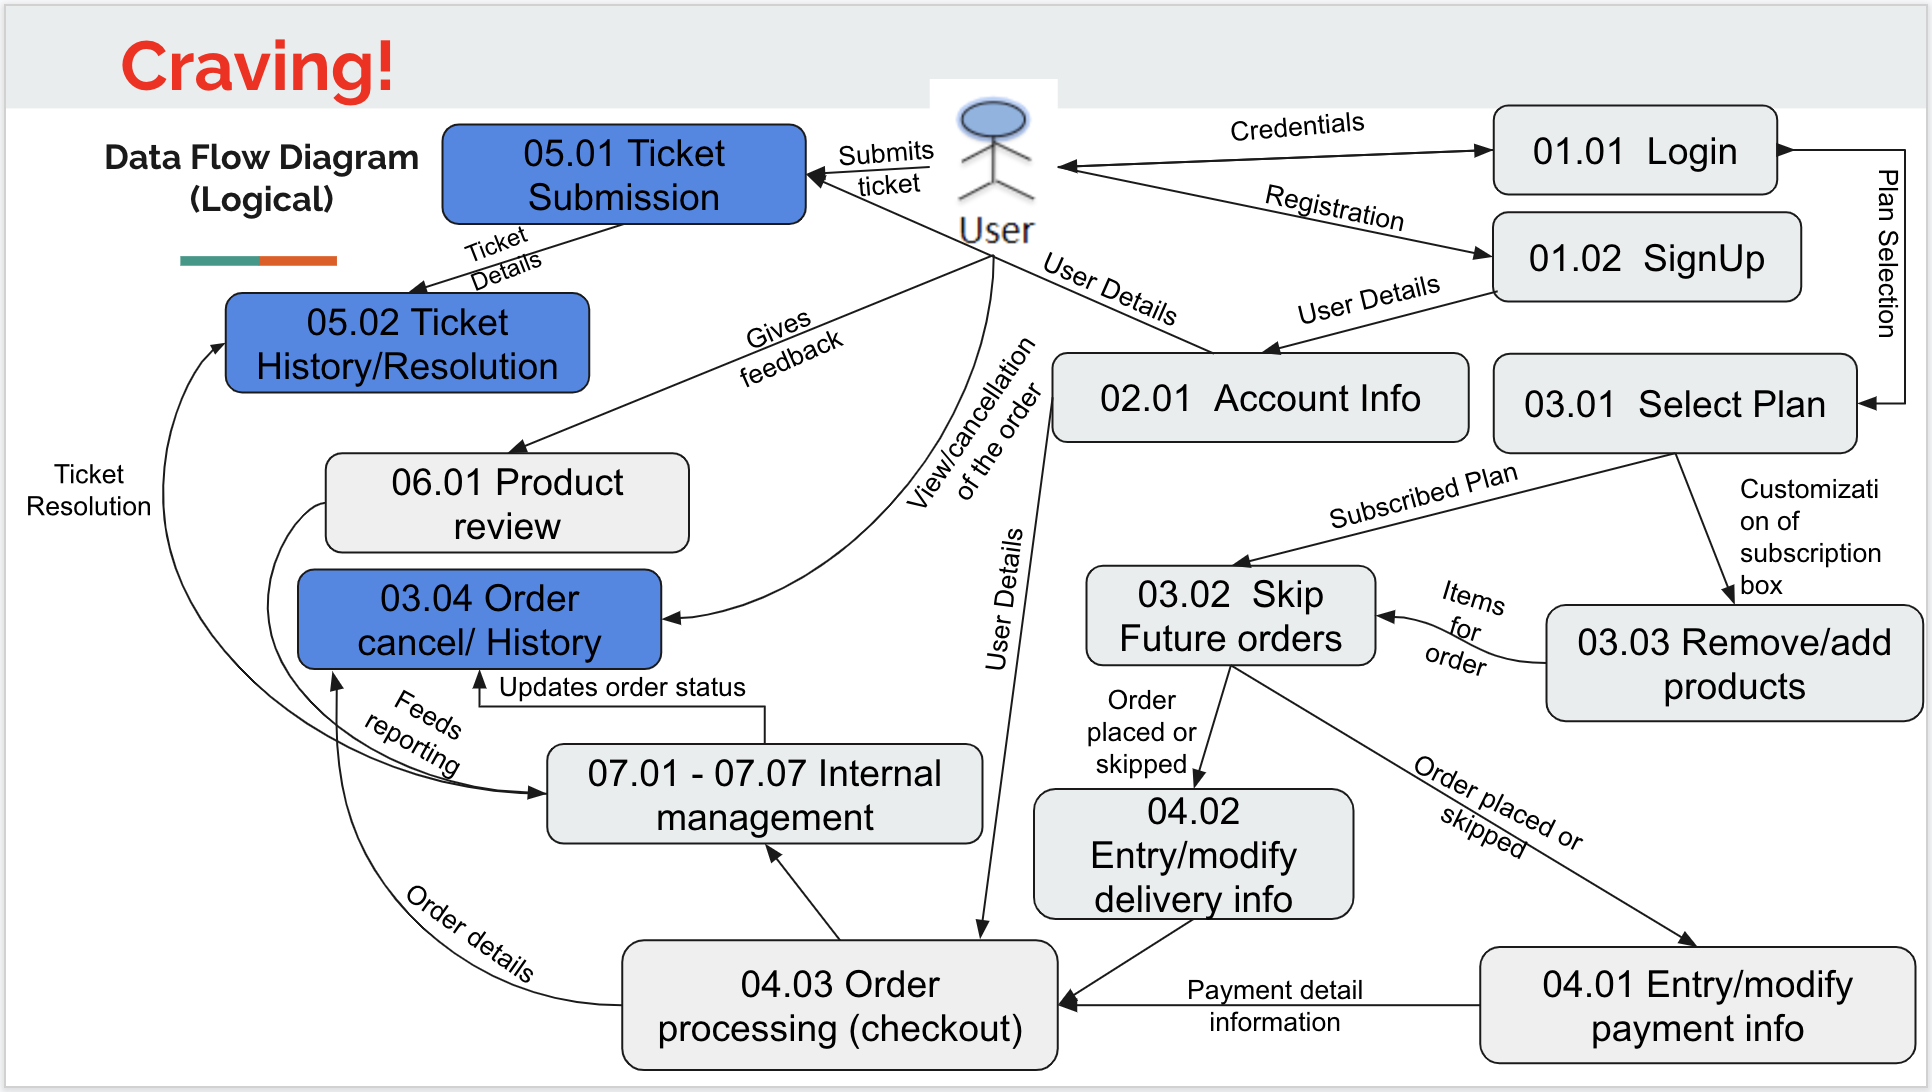 Craving!
Data Flow Diagram
(Logical)
05.01 Ticket
Submission
Submits
ticket
User
Credentials
01.01  Login
Registration
01.02  SignUp
Plan Selection
Ticket
Details
05.02 Ticket
History/Resolution
User Details
User Details
Gives
feedback
02.01  Account Info
03.01  Select Plan
View/cancellation
of the order
Ticket
Resolution
06.01 Product
review
Subscribed Plan
Customizati
on of
subscription
box
User Details
03.04 Order
cancel/ History
03.02  Skip
Future orders
Items
for
order
03.03 Remove/add
products
Updates order status
Feeds
reporting
Order
placed or
skipped
07.01 - 07.07 Internal
management
Order placed or
skipped
04.02
Entry/modify
delivery info
Order details
04.03 Order
processing (checkout)
Payment detail
information
04.01 Entry/modify
payment info